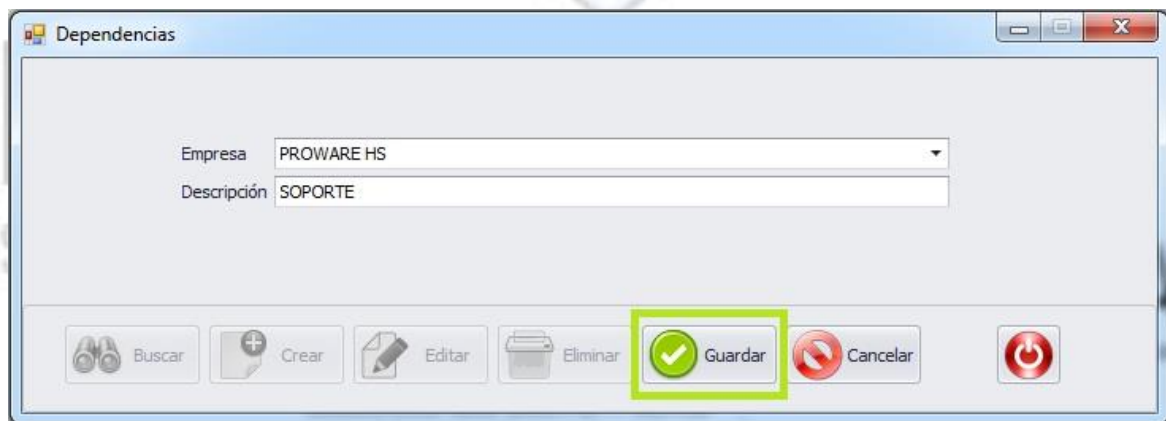 Dependencias
Empresa PROWARE HS
Descripción SOPORTE
Buscar Crear Editar Eliminar Guardar Cancelar